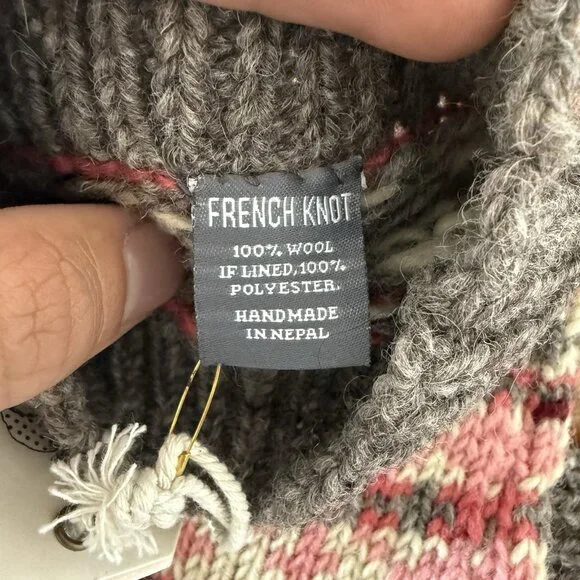 FRENCH KNOT
100% WOOL
IF LINED, 100%
POLYESTER.
HANDMADE
IN NEPAL